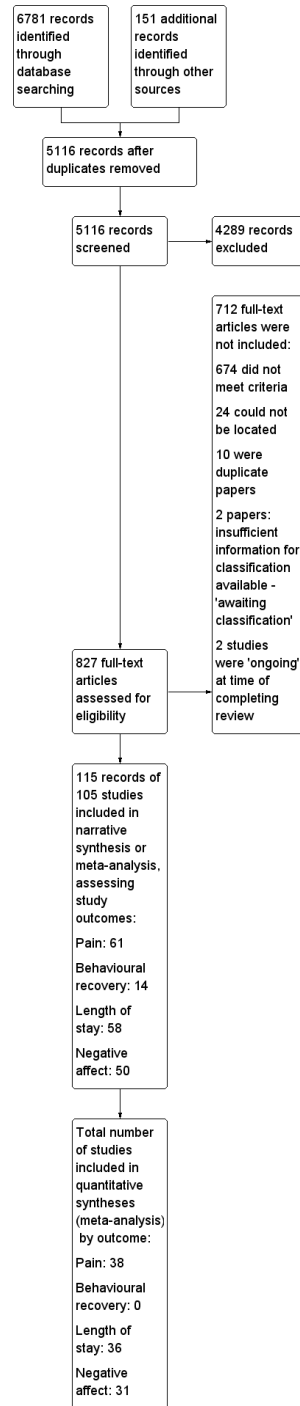 6781 records
identified
through
database
searching
151 additional
records
identified
through other
sources
5116 records after
duplicates removed
5116 records
screened
4289 records
excluded
712 full-text
articles were
not included:
674 did not
meet criteria
24 could not
be located
10 were
duplicate
papers
2 papers:
insufficient
information for
classification
available -
'awaiting
classification'
2 studies
were 'ongoing'
at time of
completing
review
827 full-text
articles
assessed for
eligibility
115 records of
105 studies
included in
narrative
synthesis or
meta-analysis,
assessing
study
outcomes:
Pain: 61
Behavioural
recovery: 14
Length of
stay: 58
Negative
affect: 50
Total number
of studies
included in
quantitative
syntheses
(meta-analysis)
by outcome:
Pain: 38
Behavioural
recovery: 0
Length of
stay: 36
Negative
affect: 31